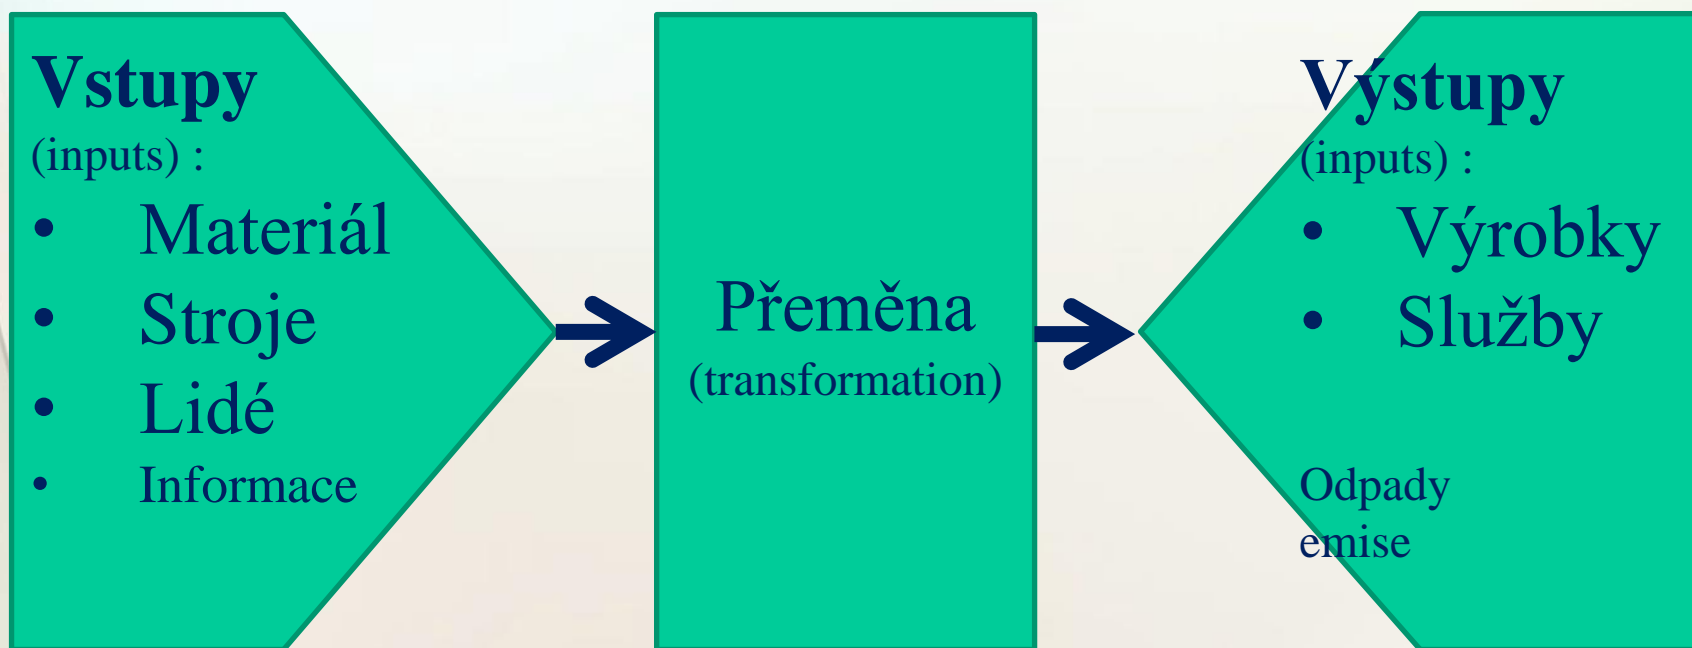 Vstupy
(inputs) :
• Materiál
• Stroje
• Lidé
• Informace
Přeměna
(transformation)
Výstupy
(inputs) :
• Výrobky
• Služby
Odpady
emise